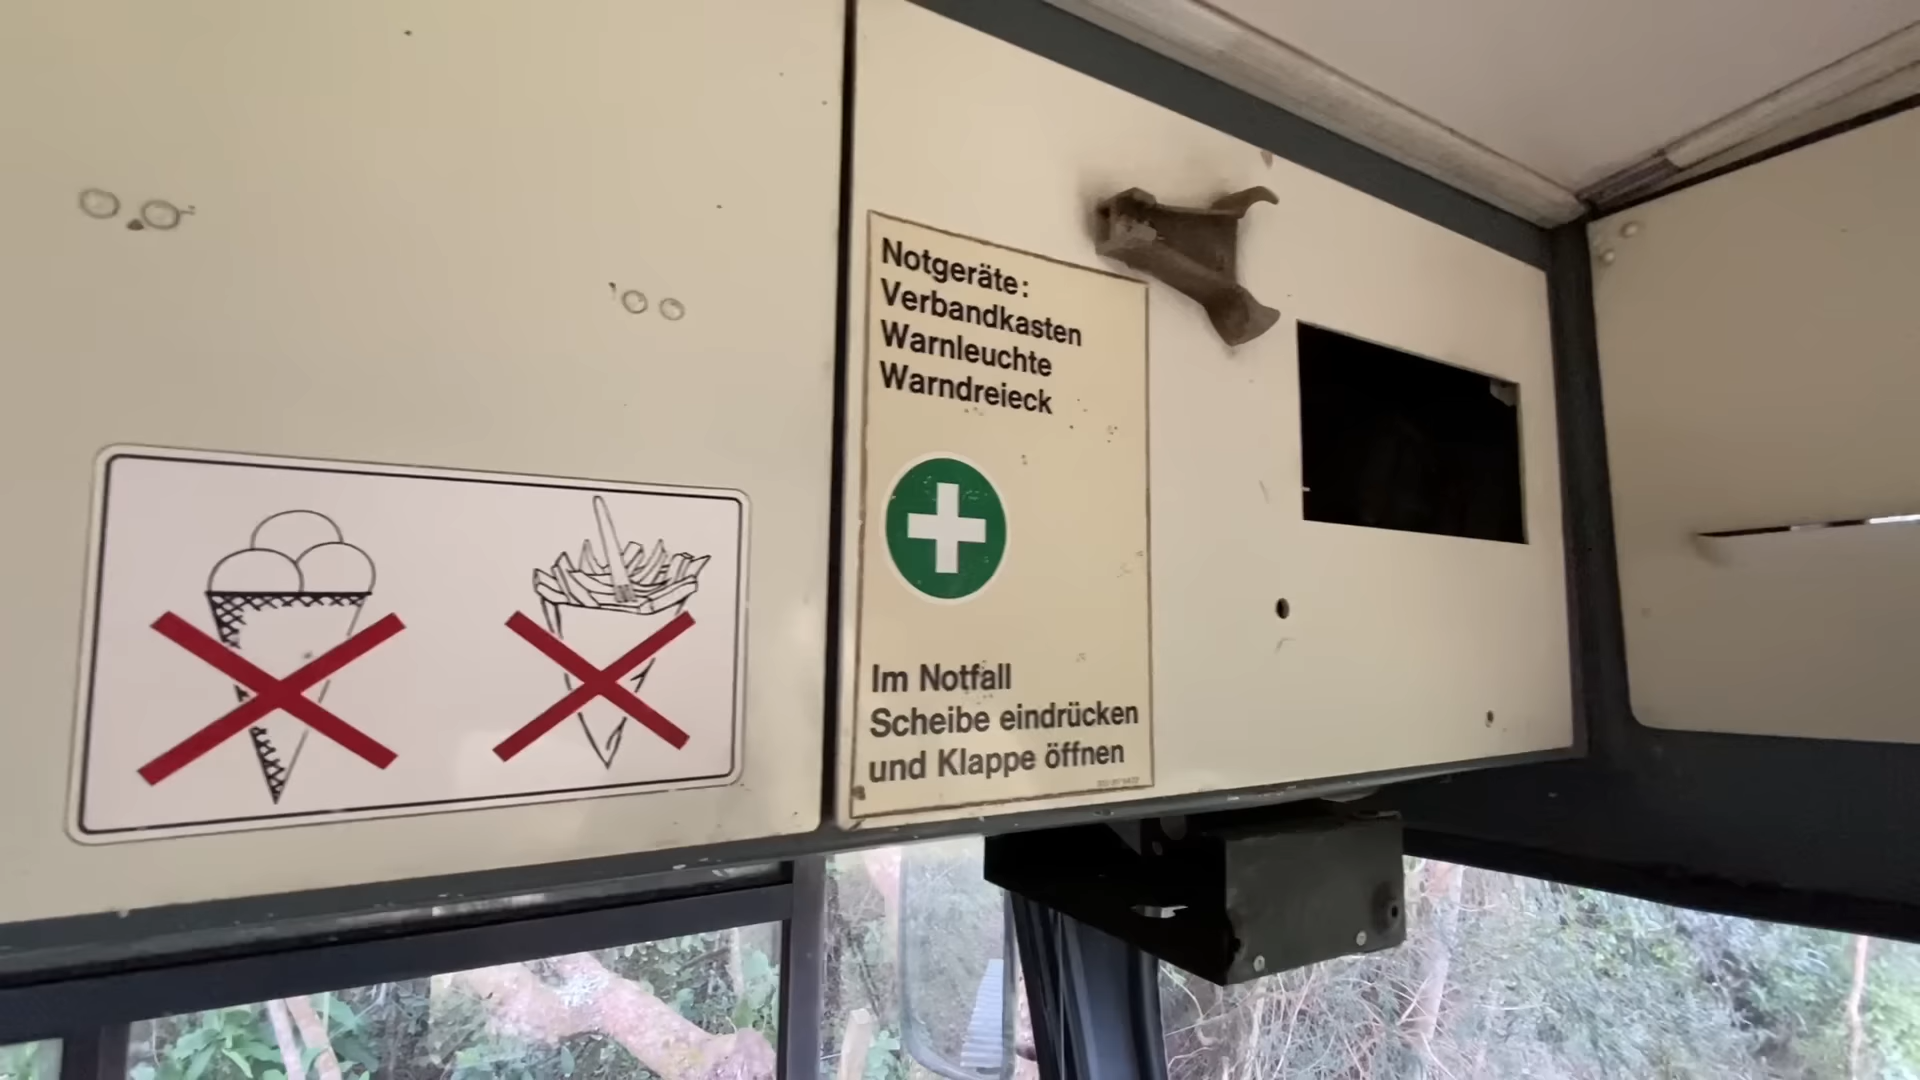 Notgeräte:
Verbandkasten
Warnleuchte
Warndreieck
Im Notfall
Scheibe eindrücken
und Klappe öffnen